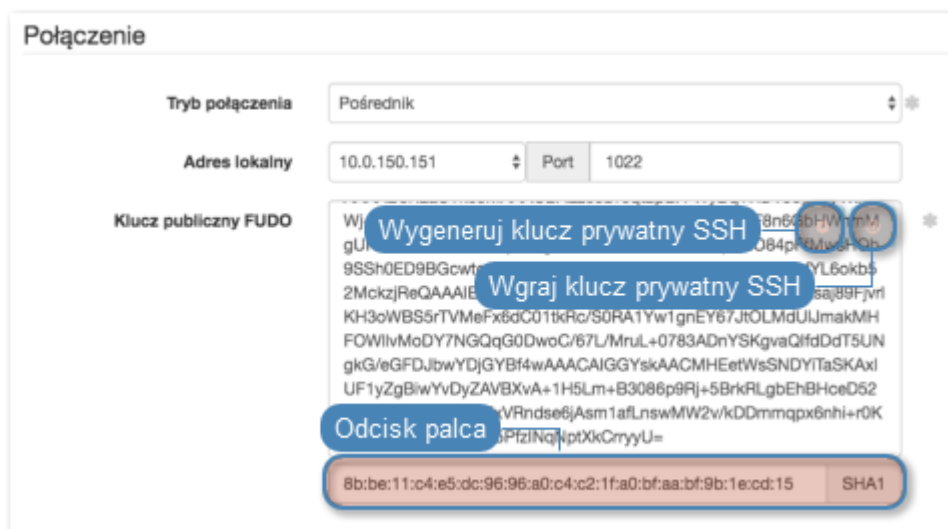 Połączenie
Tryb połączenia
Pośrednik
Adres lokalny
10.0.150.151
Port
1022
Klucz publiczny FUDO
Wygeneruj klucz prywatny SSH
Wgraj klucz prywatny SSH
KH3oWBS5rTVMeFx6dC01tkRc/S0RA1Yw1gnEY67JtOLMdUlJmakMH
FOWIlvMoDY7NGQqG0DwoC/67L/MruL+0783ADnYSKgvaQlfdDdT5UN
gkG/eGFDJbwYDjGYBf4wAAACAIGGYskAACMHEetWsSNDYiTaSKAxl
UF1yZgBiwYvDyZAVBXvA+1H5Lm+B3086p9Rj+5BrkRLgbEhBHceD52
Odcisk palca
8b:be:11:c4:e5:dc:96:96:a0:c4:c2:1f:a0:bf:aa:bf:9b:1e:cd:15
SHA1